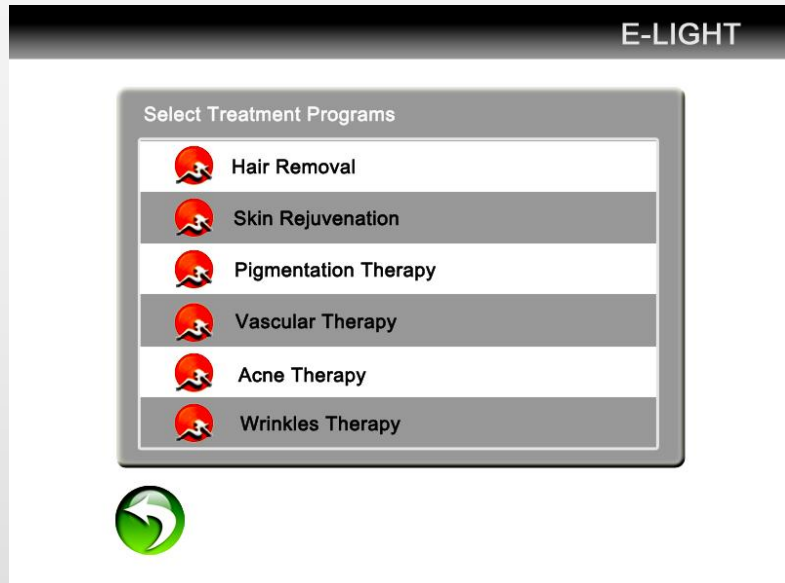 E-LIGHT
Select Treatment Programs
Hair Removal
Skin Rejuvenation
Pigmentation Therapy
Vascular Therapy
Acne Therapy
Wrinkles Therapy